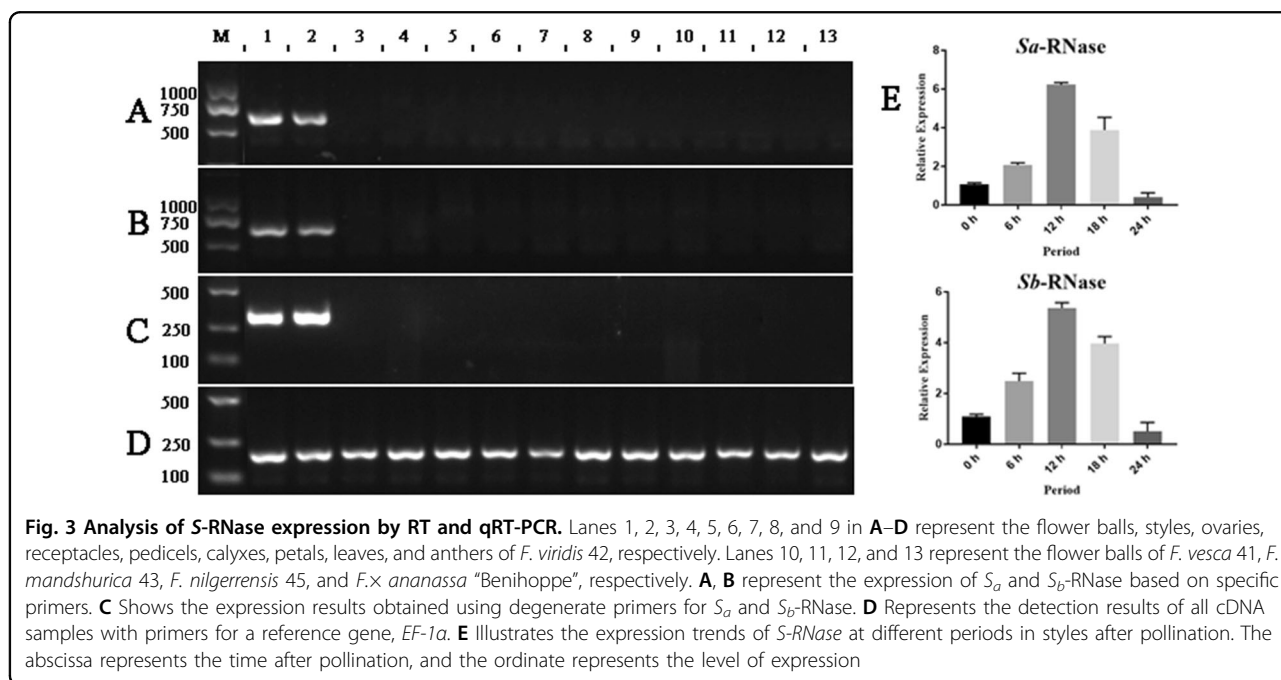 M 1 2 3 4 5 6 7 8 9 10 11 12 13
A
1000
750
500
B
1000
750
500
C
500
250
100
D
500
250
100
E
Sa-RNase
Relative Expression
8
6
4
2
0
0 h 6 h 12 h 18 h 24 h
Period
Sb-RNase
Relative Expression
6
4
2
0
0 h 6 h 12 h 18 h 24 h
Period
Fig. 3 Analysis of S-RNase expression by RT and qRT-PCR. Lanes 1, 2, 3, 4, 5, 6, 7, 8, and 9 in A–D represent the flower balls, styles, ovaries,
receptacles, pedicels, calyxes, petals, leaves, and anthers of F. viridis 42, respectively. Lanes 10, 11, 12, and 13 represent the flower balls of F. vesca 41, F.
mandshurica 43, F. nilgerrensis 45, and F.× ananassa "Benihoppe", respectively. A, B represent the expression of Sa and Sb-RNase based on specific
primers. C Shows the expression results obtained using degenerate primers for Sa and Sb-RNase. D Represents the detection results of all cDNA
samples with primers for a reference gene, EF-1α. E Illustrates the expression trends of S-RNase at different periods in styles after pollination. The
abscissa represents the time after pollination, and the ordinate represents the level of expression